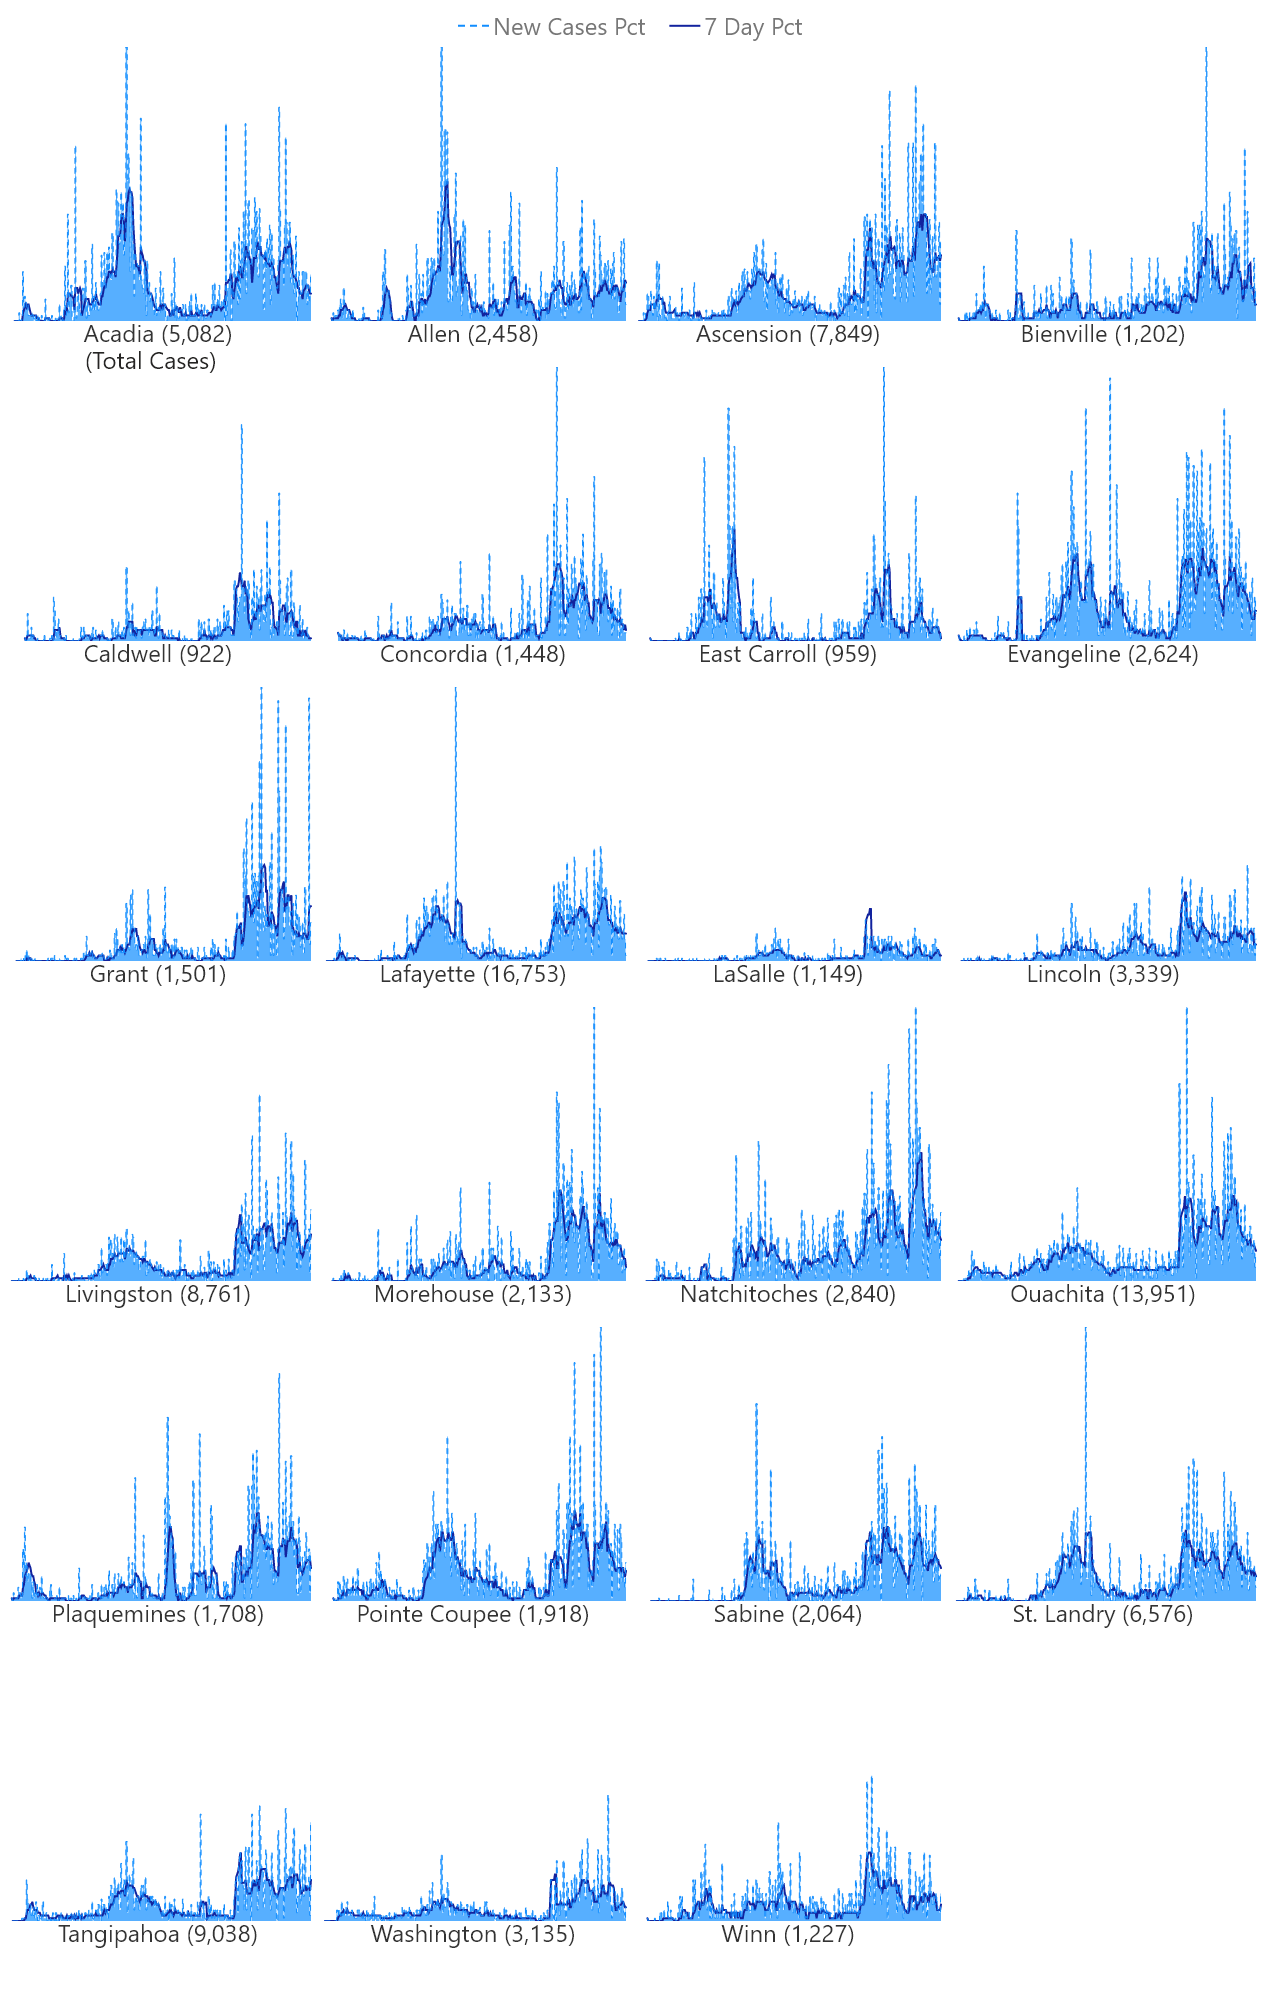 New Cases Pct 7 Day Pct
Acadia (5,082) Allen (2,458) Ascension (7,849) Bienville (1,202)
(Total Cases)
Caldwell (922) Concordia (1,448) East Carroll (959) Evangeline (2,624)
Grant (1,501) Lafayette (16,753) LaSalle (1,149) Lincoln (3,339)
Livingston (8,761) Morehouse (2,133) Natchitoches (2,840) Ouachita (13,951)
Plaquemines (1,708) Pointe Coupee (1,918) Sabine (2,064) St. Landry (6,576)
Tangipahoa (9,038) Washington (3,135) Winn (1,227)